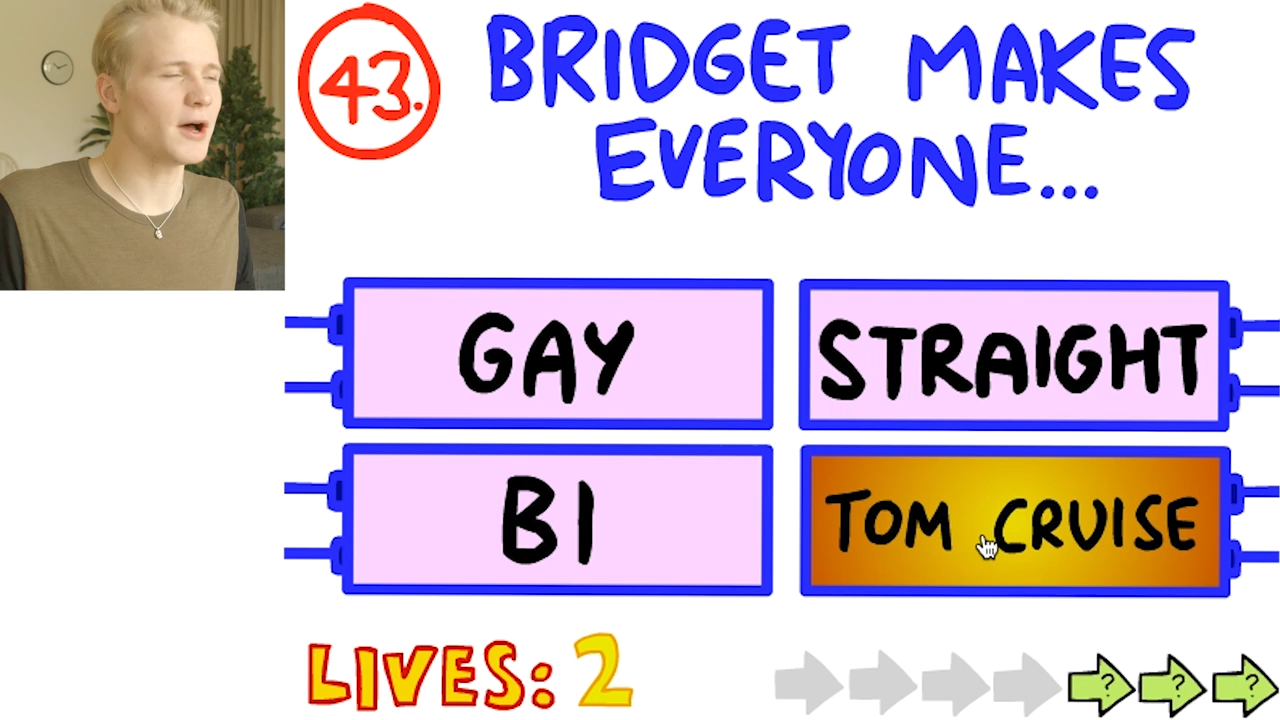 43.
BRIDGET MAKES
EVERYONE...
GAY
STRAIGHT
BI
TOM CRUISE
LIVES: 2
? ? ?